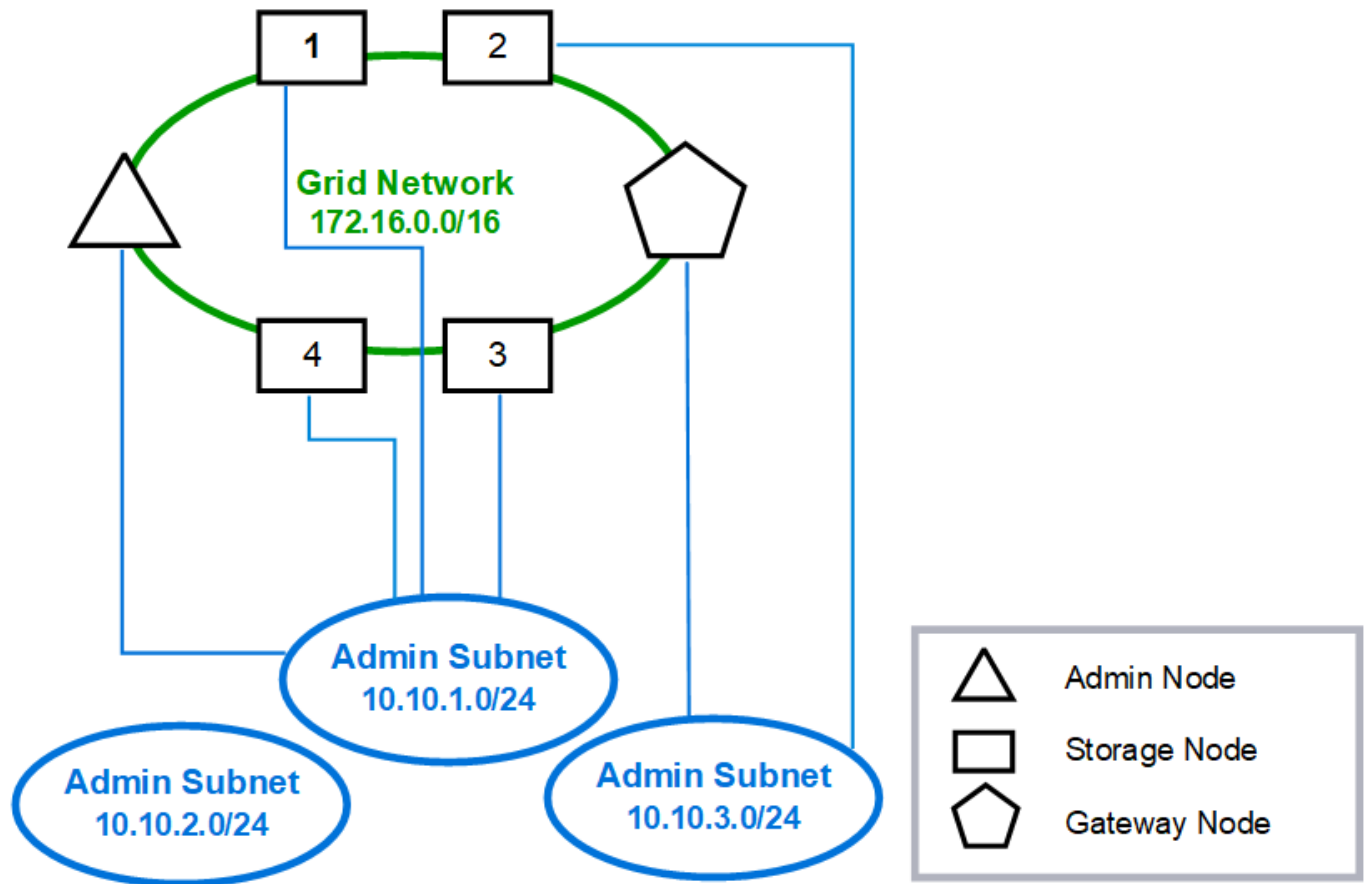 1
2
Grid Network
172.16.0.0/16
4
3
Admin Subnet
10.10.1.0/24
Admin Subnet
10.10.2.0/24
Admin Subnet
10.10.3.0/24
Admin Node
Storage Node
Gateway Node